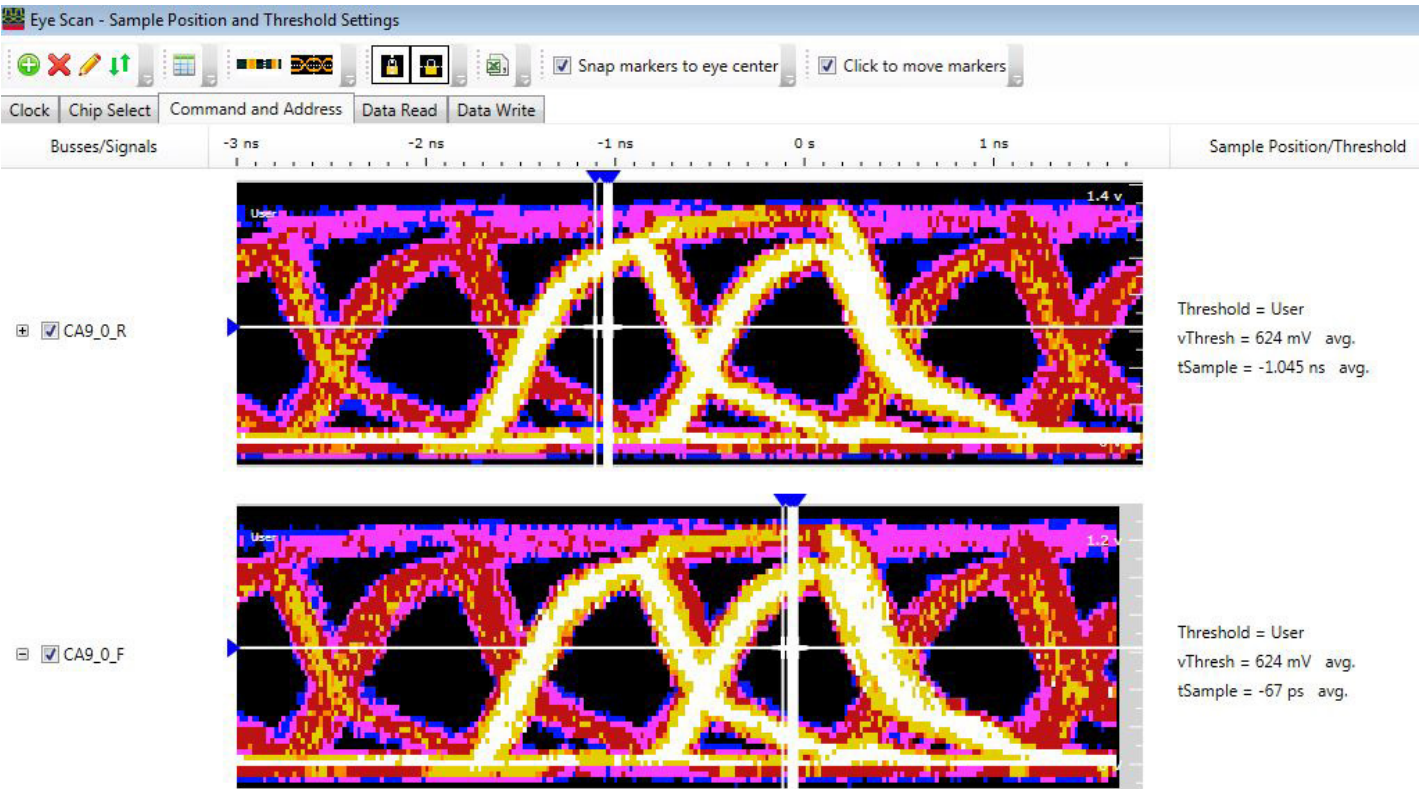 Eye Scan - Sample Position and Threshold Settings
Snap markers to eye center
Click to move markers
Clock Chip Select Command and Address Data Read Data Write
Busses/Signals -3 ns -2 ns -1 ns 0 s 1 ns Sample Position/Threshold
User 1.4 v
CA9_0_R
Threshold = User
vThresh = 624 mV avg.
tSample = -1.045 ns avg.
User 1.2 v
CA9_0_F
Threshold = User
vThresh = 624 mV avg.
tSample = -67 ps avg.